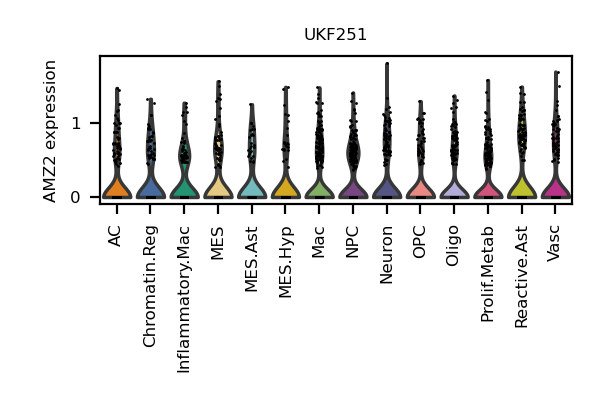 UKF251
AMZ2 expression
1
0
AC
Chromatin.Reg
Inflammatory.Mac
MES
MES.Ast
MES.Hyp
Mac
NPC
Neuron
OPC
Oligo
Prolif.Metab
Reactive.Ast
Vasc